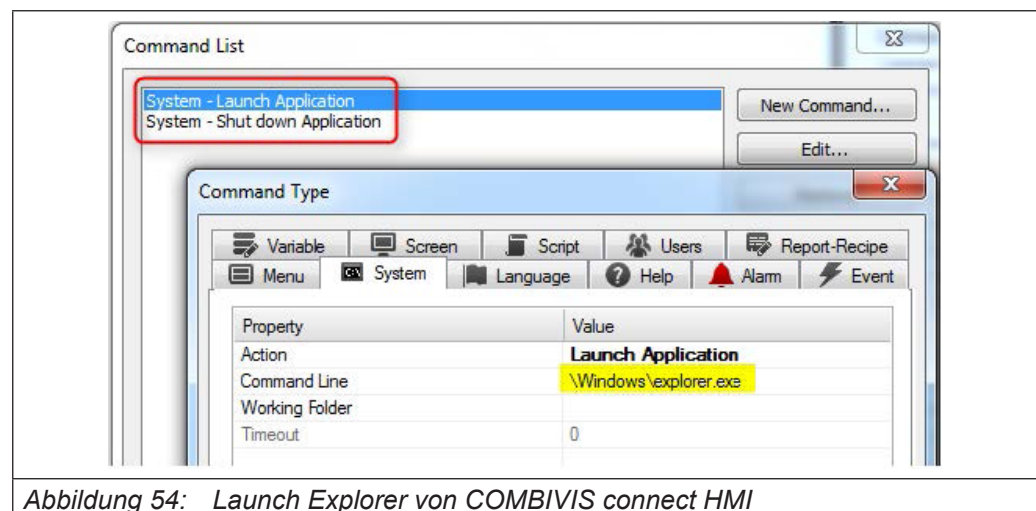 Command List
System - Launch Application
System - Shut down Application
New Command...
Edit...
Command Type
Variable Screen Script Users Report-Recipe
Menu System Language Help Alarm Event
Property Value
Action Launch Application
Command Line \Windows\explorer.exe
Working Folder
Timeout 0
Abbildung 54: Launch Explorer von COMBIVIS connect HMI